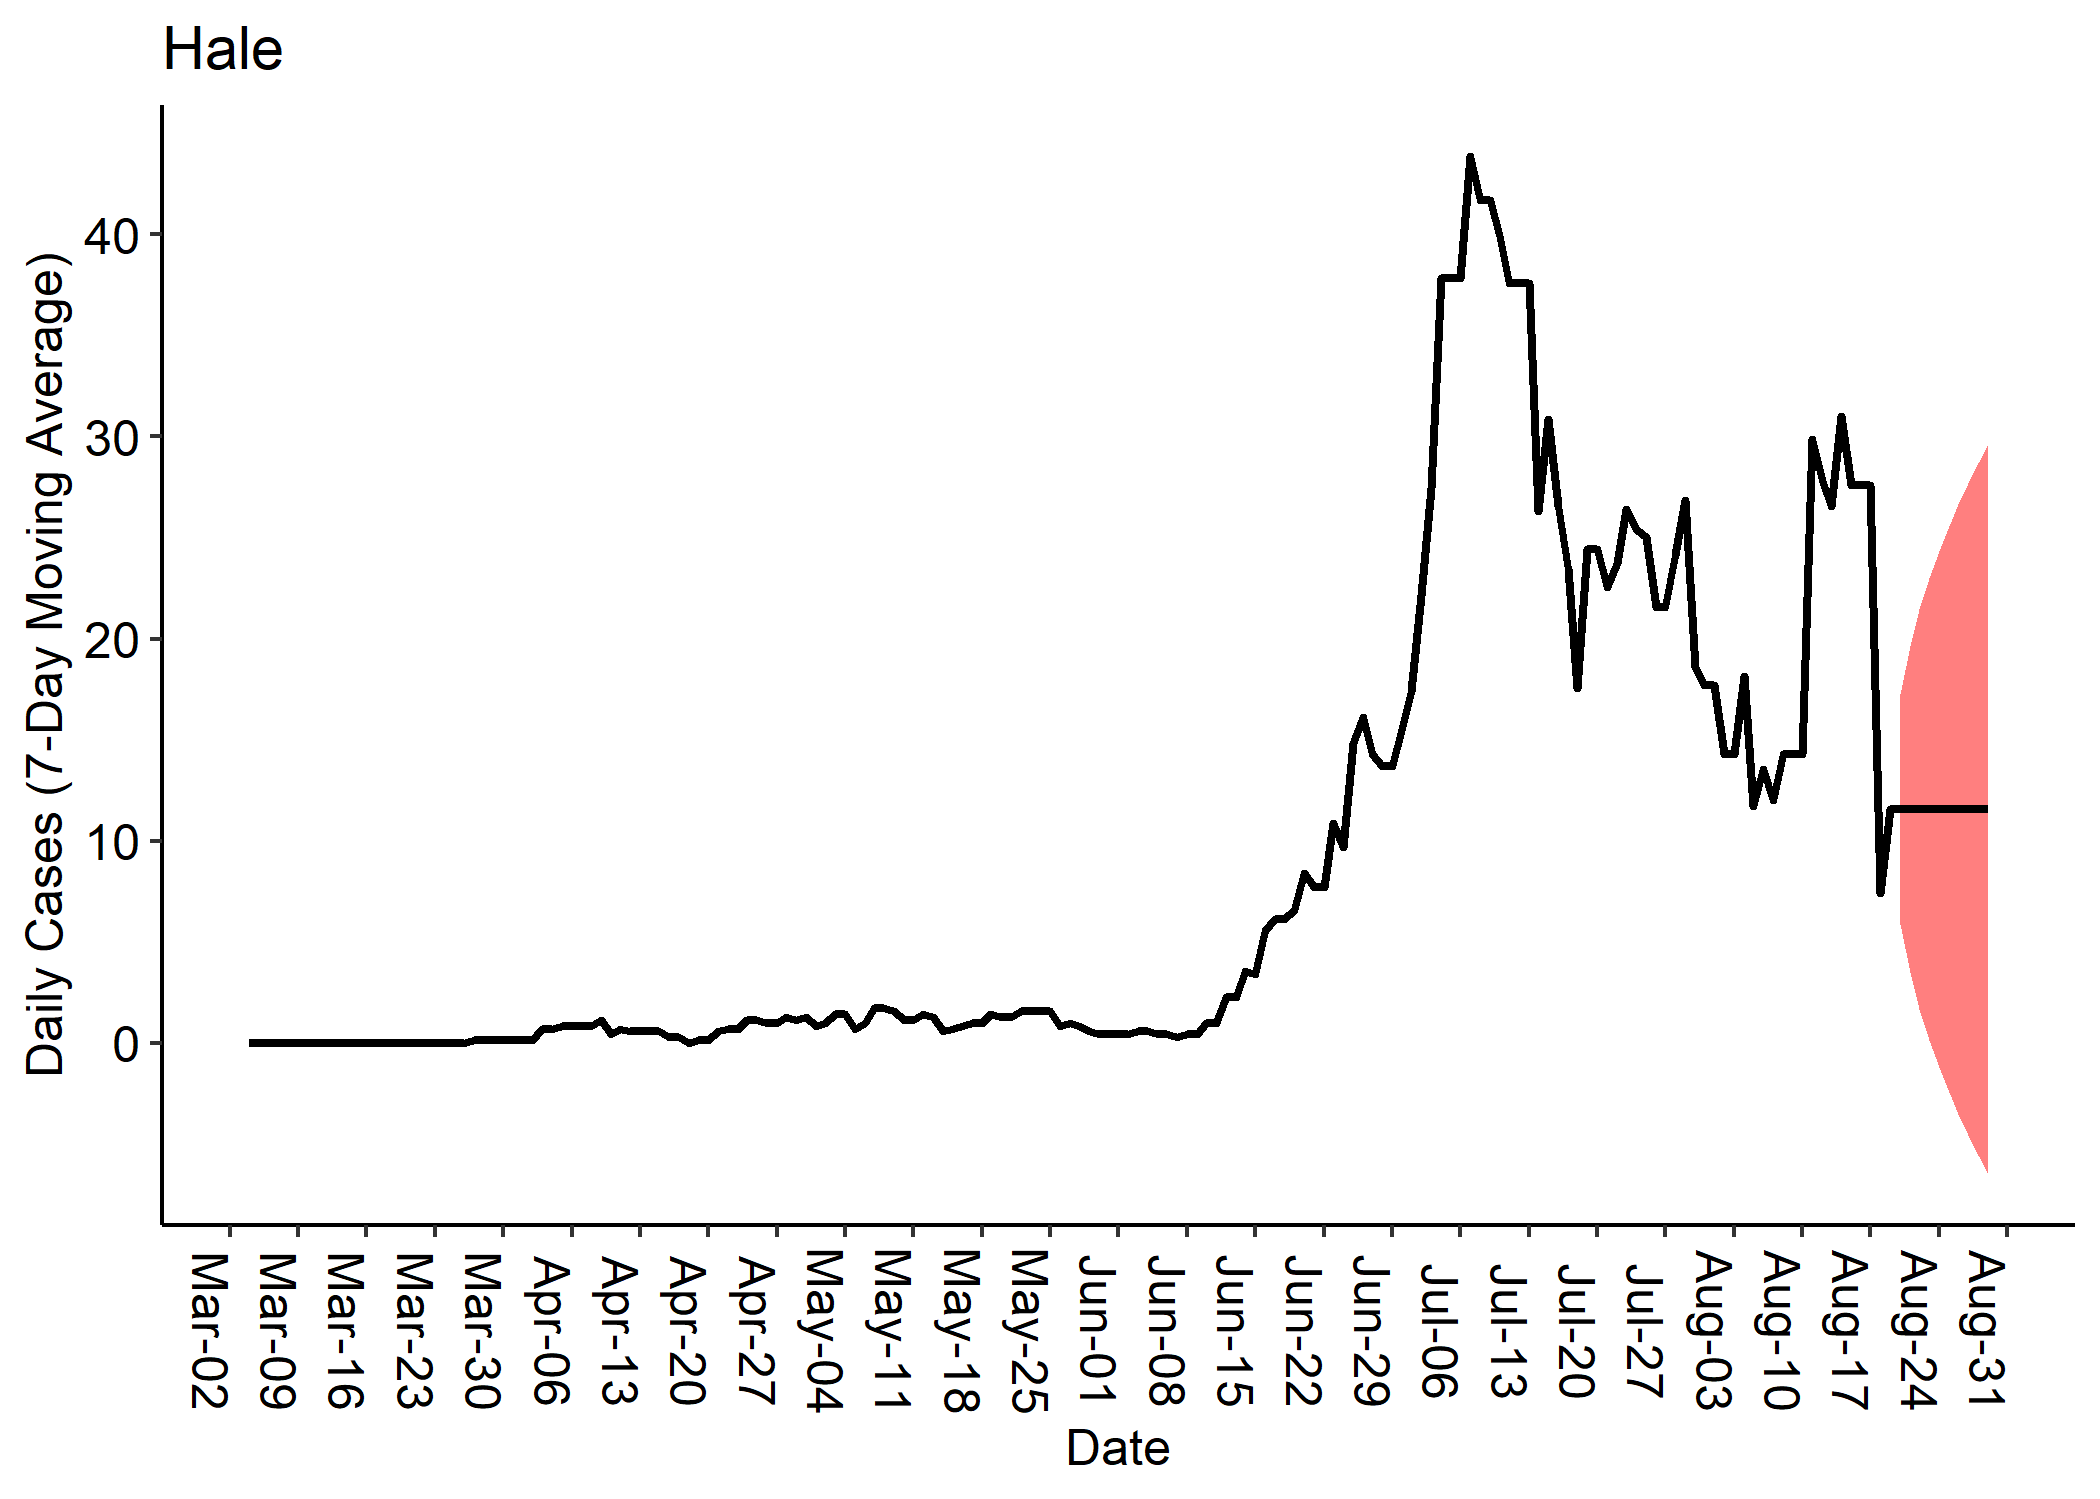 Hale
Daily Cases (7-Day Moving Average)
40
30
20
10
0
Mar-02
Mar-09
Mar-16
Mar-23
Mar-30
Apr-06
Apr-13
Apr-20
Apr-27
May-04
May-11
May-18
May-25
Jun-01
Jun-08
Jun-15
Jun-22
Jun-29
Jul-06
Jul-13
Jul-20
Jul-27
Aug-03
Aug-10
Aug-17
Aug-24
Aug-31
Date